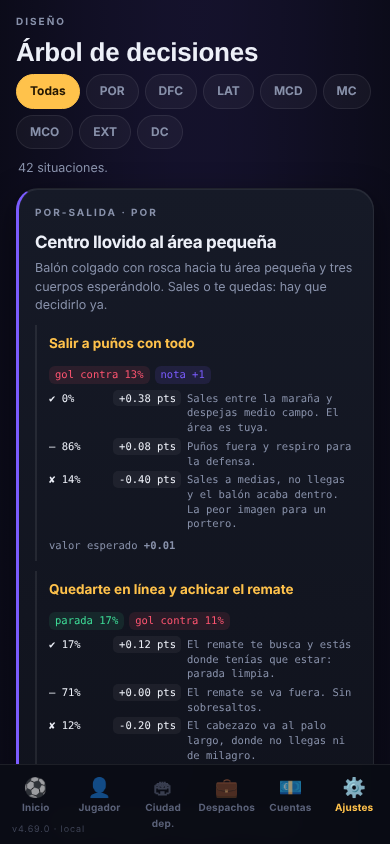 DISEÑO
Árbol de decisiones
Todas POR DFC LAT MCD MC
MCO EXT DC
42 situaciones.
POR-SALIDA · POR
Centro llovido al área pequeña
Balón colgado con rosca hacia tu área pequeña y tres
cuerpos esperándolo. Sales o te quedas: hay que
decidirlo ya.
Salir a puños con todo
gol contra 13% nota +1
✔ 0% +0.38 pts Sales entre la maraña y
despejas medio campo. El
área es tuya.
— 86% +0.08 pts Puños fuera y respiro para
la defensa.
✘ 14% -0.40 pts Sales a medias, no llegas
y el balón acaba dentro.
La peor imagen para un
portero.
valor esperado +0.01
Quedarte en línea y achicar el remate
parada 17% gol contra 11%
✔ 17% +0.12 pts El remate te busca y estás
donde tenías que estar:
parada limpia.
— 71% +0.00 pts El remate se va fuera. Sin
sobresaltos.
✘ 12% -0.20 pts El cabezazo va al palo
largo, donde no llegas ni
de milagro.
Inicio Jugador Ciudad dep. Despachos Cuentas Ajustes
v4.69.0 · local